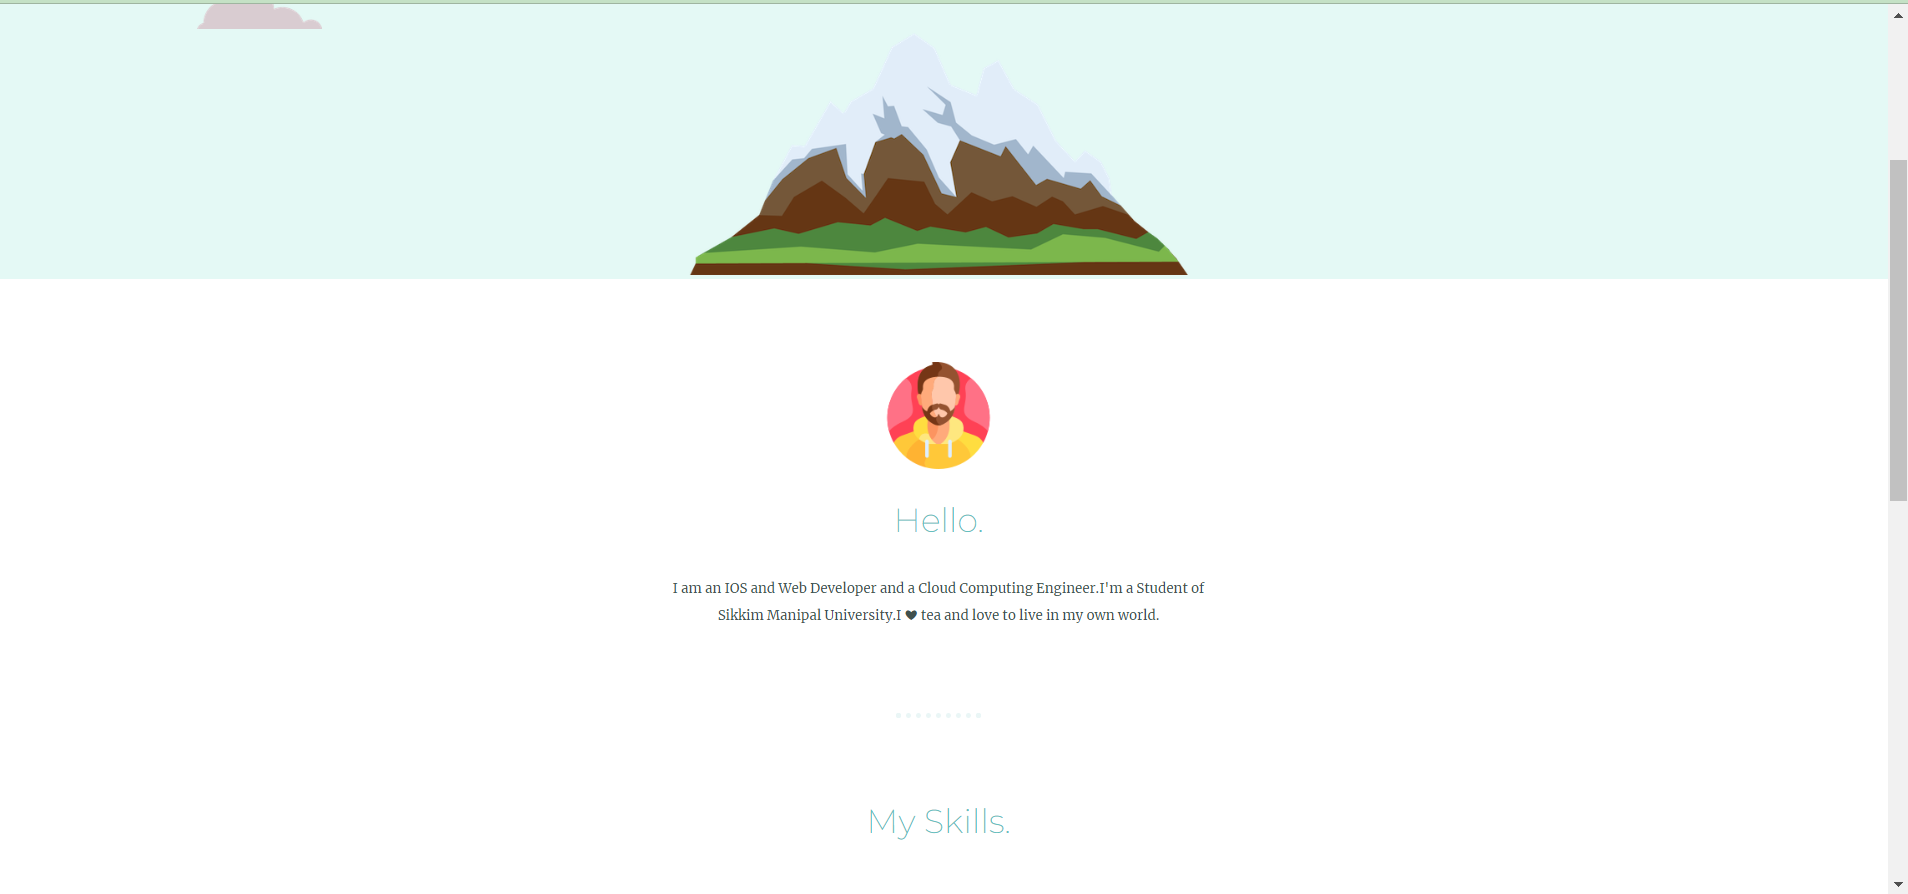 Hello.
I am an IOS and Web Developer and a Cloud Computing Engineer.I'm a Student of
Sikkim Manipal University.I ❤ tea and love to live in my own world.
My Skills.